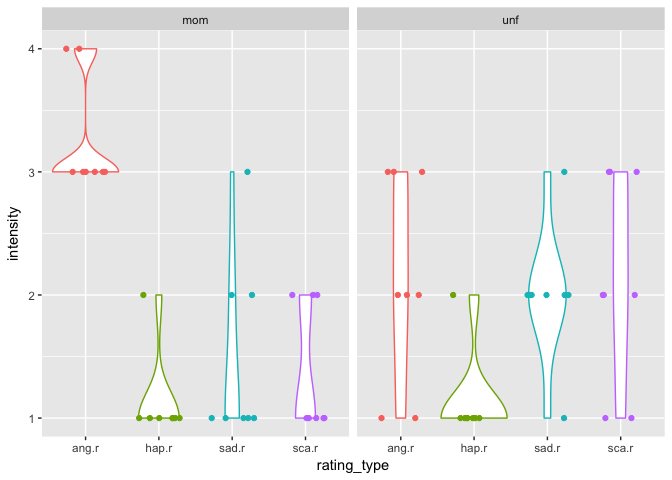 mom unf
4
3
2
1
intensity
ang.r hap.r sad.r sca.r ang.r hap.r sad.r sca.r
rating_type